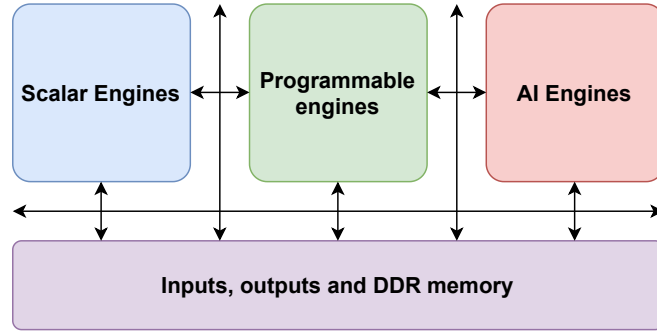 Scalar Engines
Programmable
engines
AI Engines
Inputs, outputs and DDR memory